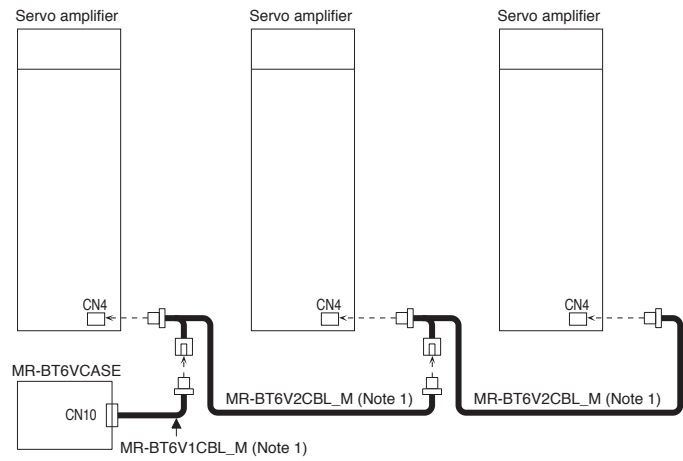 Servo amplifier
Servo amplifier
Servo amplifier
CN4
CN4
CN4
MR-BT6VCASE
CN10
MR-BT6V2CBL_M (Note 1)
MR-BT6V2CBL_M (Note 1)
MR-BT6V1CBL_M (Note 1)